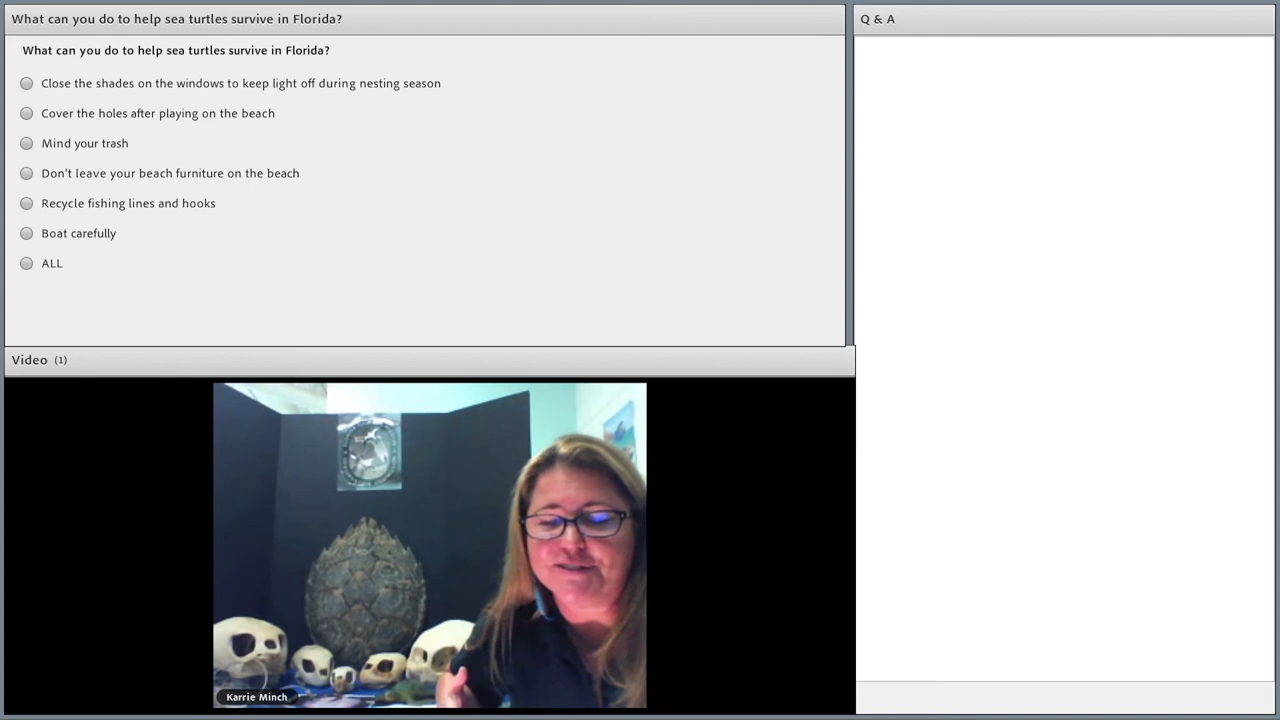 What can you do to help sea turtles survive in Florida?
Q & A
What can you do to help sea turtles survive in Florida?
Close the shades on the windows to keep light off during nesting season
Cover the holes after playing on the beach
Mind your trash
Don't leave your beach furniture on the beach
Recycle fishing lines and hooks
Boat carefully
ALL
Video (1)
Karrie Minch